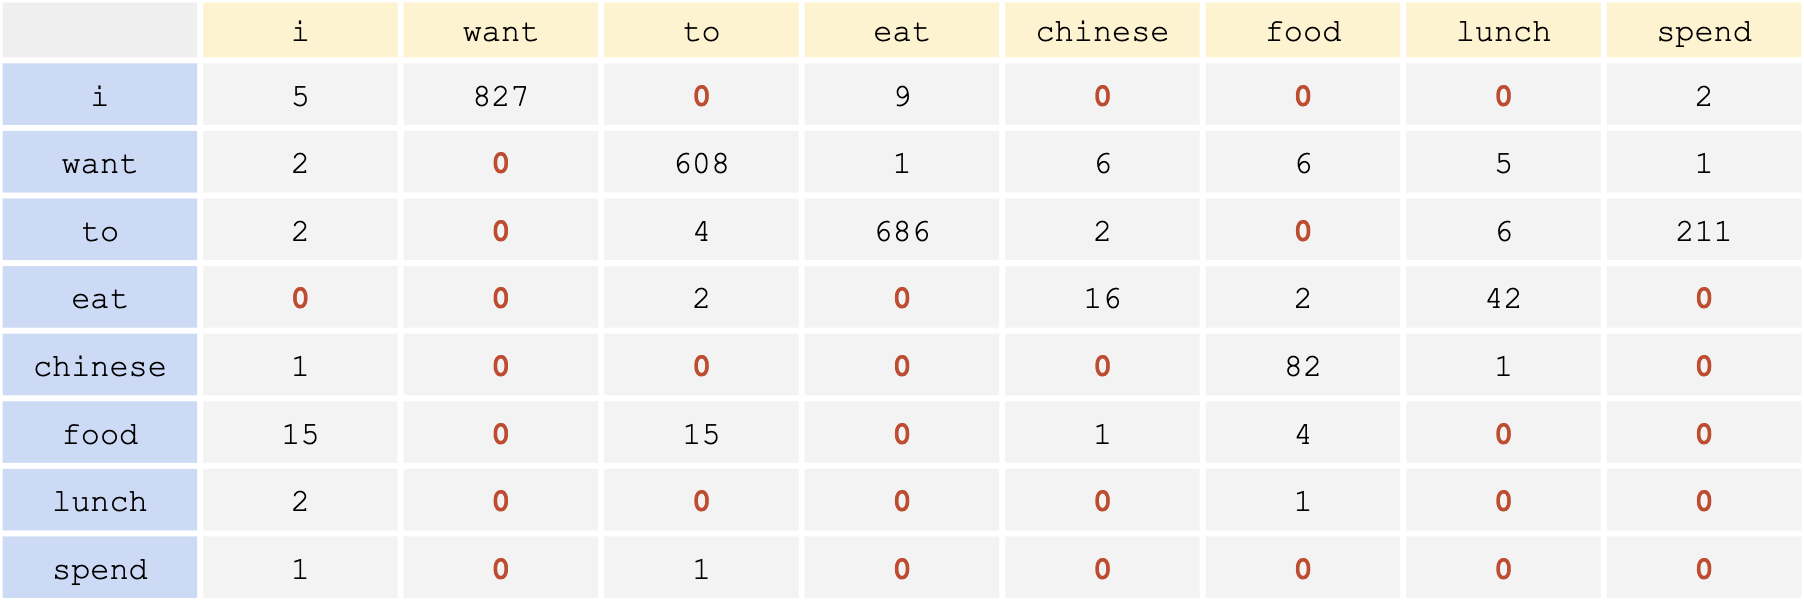 i want to eat chinese food lunch spend
i 5 827 0 9 0 0 0 2
want 2 0 608 1 6 6 5 1
to 2 0 4 686 2 0 6 211
eat 0 0 2 0 16 2 42 0
chinese 1 0 0 0 0 82 1 0
food 15 0 15 0 1 4 0 0
lunch 2 0 0 0 0 1 0 0
spend 1 0 1 0 0 0 0 0